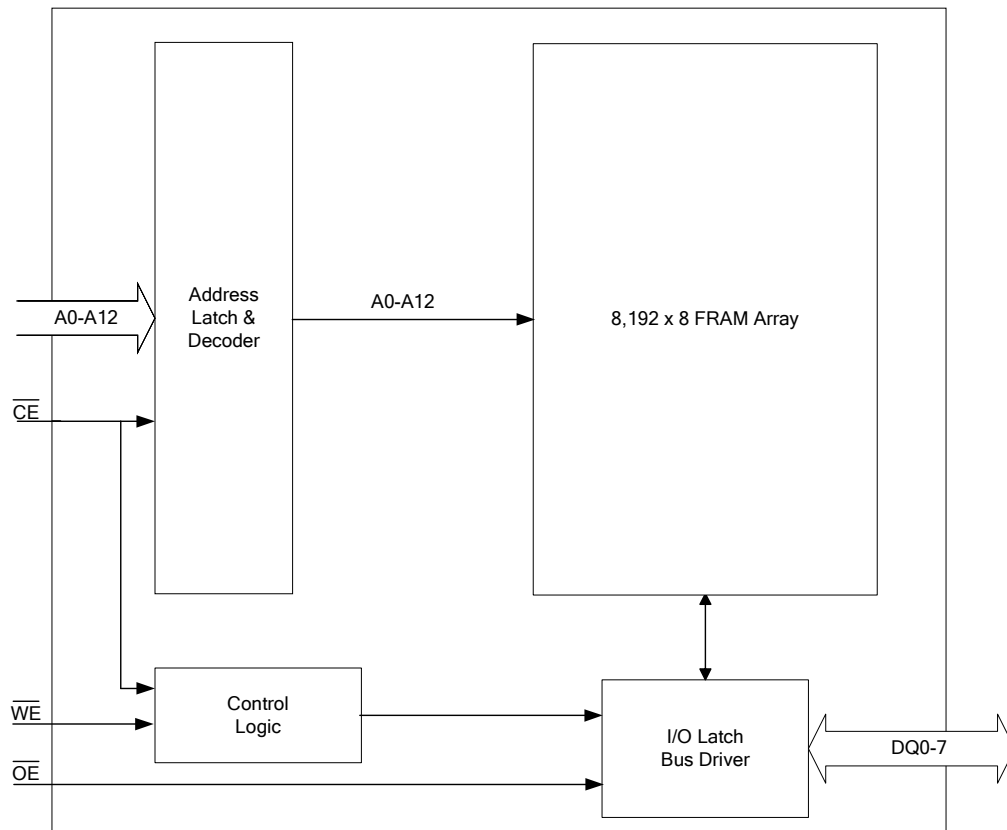 Address
Latch &
Decoder
A0-A12
A0-A12
8,192 x 8 FRAM Array
CE
Control
Logic
WE
I/O Latch
Bus Driver
DQ0-7
OE